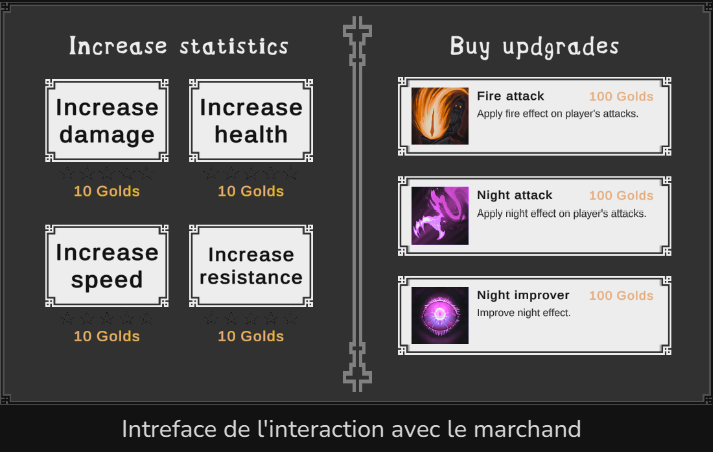 Increase statistics
Increase damage
Increase health
10 Golds
10 Golds
Increase speed
Increase resistance
10 Golds
10 Golds
Buy updgrades
Fire attack 100 Golds
Apply fire effect on player's attacks.
Night attack 100 Golds
Apply night effect on player's attacks.
Night improver 100 Golds
Improve night effect.
Intreface de l'interaction avec le marchand